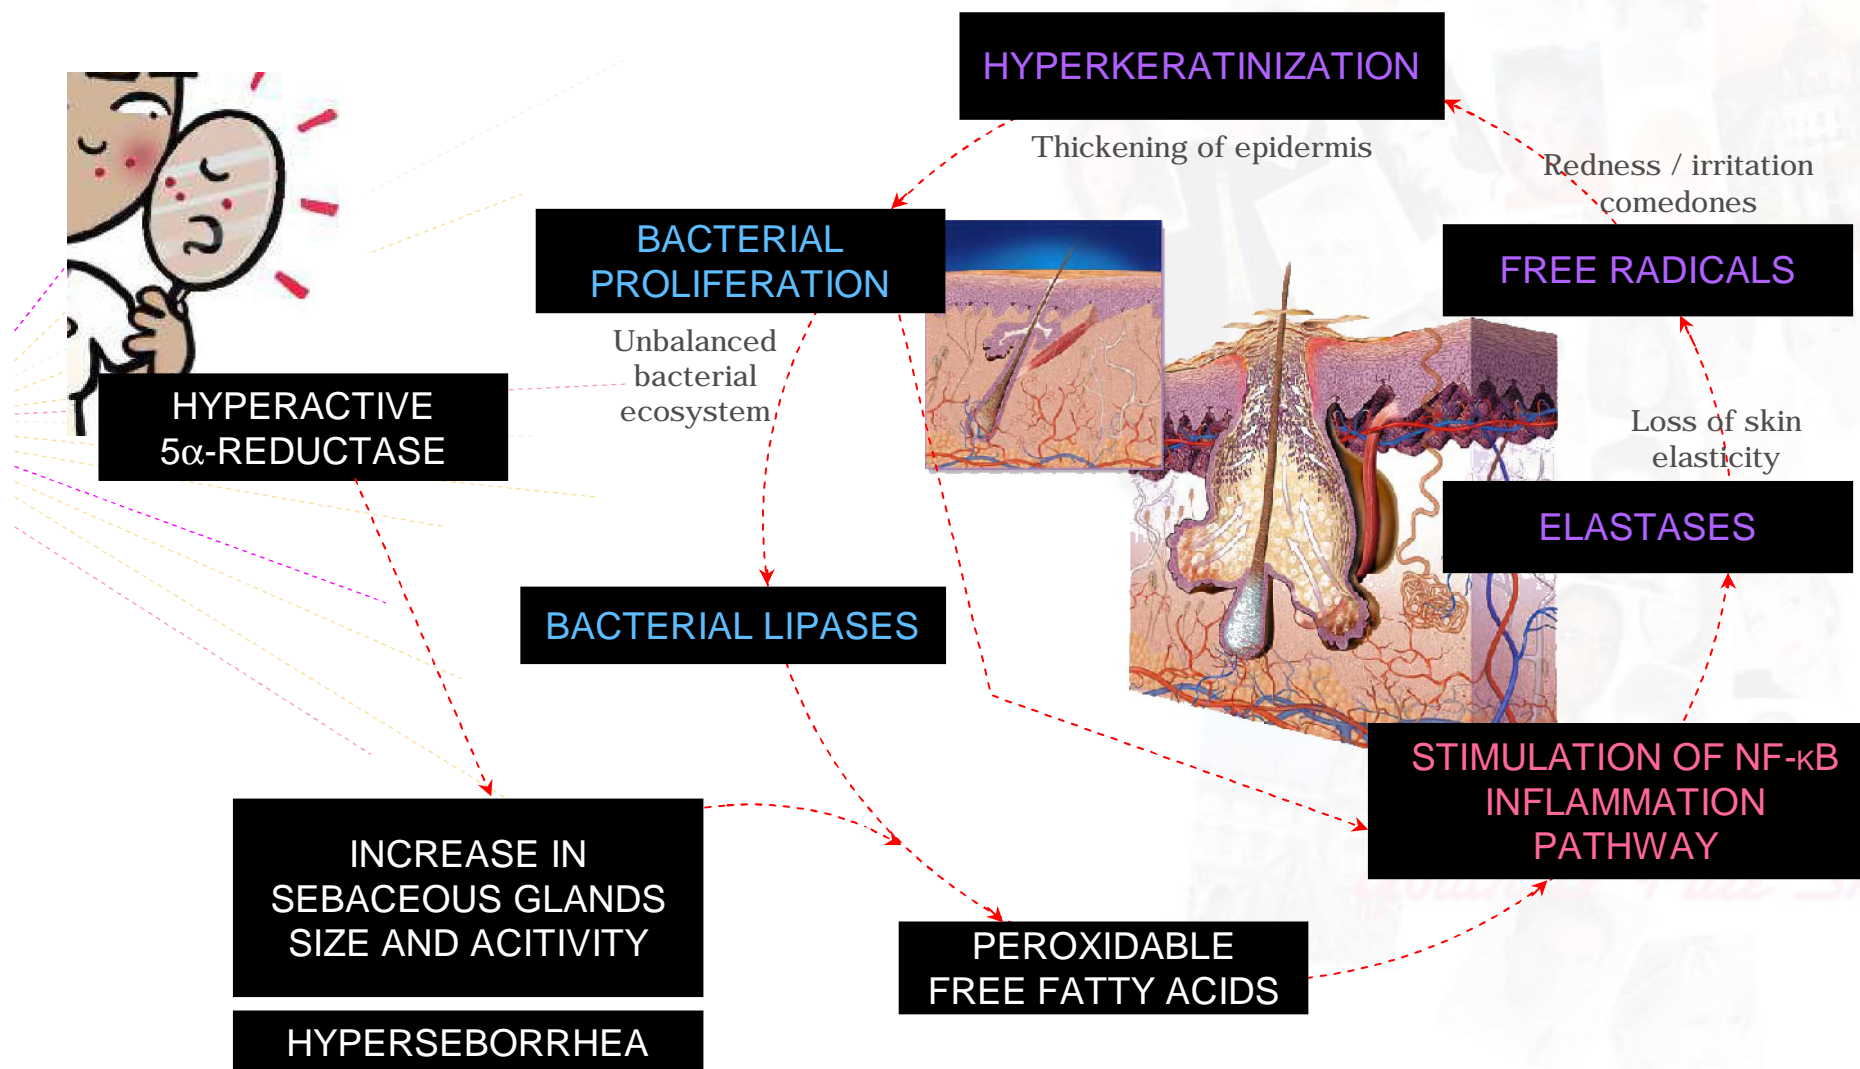 HYPERKERATINIZATION
Thickening of epidermis
Redness / irritation
comedones
BACTERIAL
PROLIFERATION
FREE RADICALS
Unbalanced
bacterial
ecosystem
HYPERACTIVE
5α-REDUCTASE
Loss of skin
elasticity
ELASTASES
BACTERIAL LIPASES
STIMULATION OF NF-κB
INFLAMMATION
PATHWAY
INCREASE IN
SEBACEOUS GLANDS
SIZE AND ACITIVITY
PEROXIDABLE
FREE FATTY ACIDS
HYPERSEBORRHEA